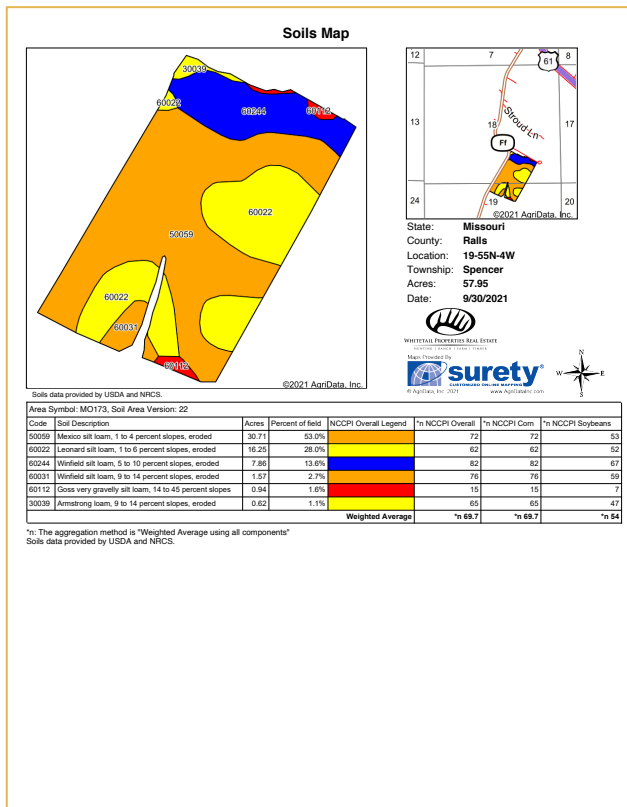 Soils Map
30039
60022
60244
60112
60022
50059
60022
60031
60112
©2021 AgriData, Inc.
Soils data provided by USDA and NRCS.
12
7
8
61
13
18
Stroud Ln
17
Ff
24
19
20
©2021 AgriData, Inc.
State: Missouri
County: Ralls
Location: 19-55N-4W
Township: Spencer
Acres: 57.95
Date: 9/30/2021
WHITETAIL PROPERTIES REAL ESTATE
HUNTING | RANCH | FARM | TIMBER
Maps Provided By
surety®
CUSTOMIZED ONLINE MAPPING
© AgriData, Inc. 2021 www.AgriDataInc.com
N
W E
S
Area Symbol: MO173, Soil Area Version: 22
Code Soil Description Acres Percent of field NCCPI Overall Legend *n NCCPI Overall *n NCCPI Corn *n NCCPI Soybeans
50059 Mexico silt loam, 1 to 4 percent slopes, eroded 30.71 53.0% 72 72 53
60022 Leonard silt loam, 1 to 6 percent slopes, eroded 16.25 28.0% 62 62 52
60244 Winfield silt loam, 5 to 10 percent slopes, eroded 7.86 13.6% 82 82 67
60031 Winfield silt loam, 9 to 14 percent slopes, eroded 1.57 2.7% 76 76 59
60112 Goss very gravelly silt loam, 14 to 45 percent slopes 0.94 1.6% 15 15 7
30039 Armstrong loam, 9 to 14 percent slopes, eroded 0.62 1.1% 65 65 47
Weighted Average *n 69.7 *n 69.7 *n 54
*n: The aggregation method is "Weighted Average using all components"
Soils data provided by USDA and NRCS.